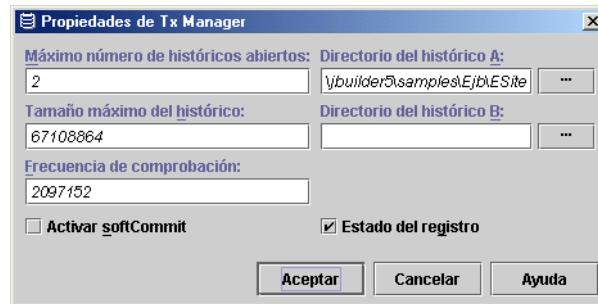 Propiedades de Tx Manager
Máximo número de históricos abiertos: Directorio del histórico A:
2 \jbuilder5\samples\Ejb\ESite ...
Tamaño máximo del histórico: Directorio del histórico B:
67108864 ...
Frecuencia de comprobación:
2097152
Activar softCommit Estado del registro
Aceptar Cancelar Ayuda